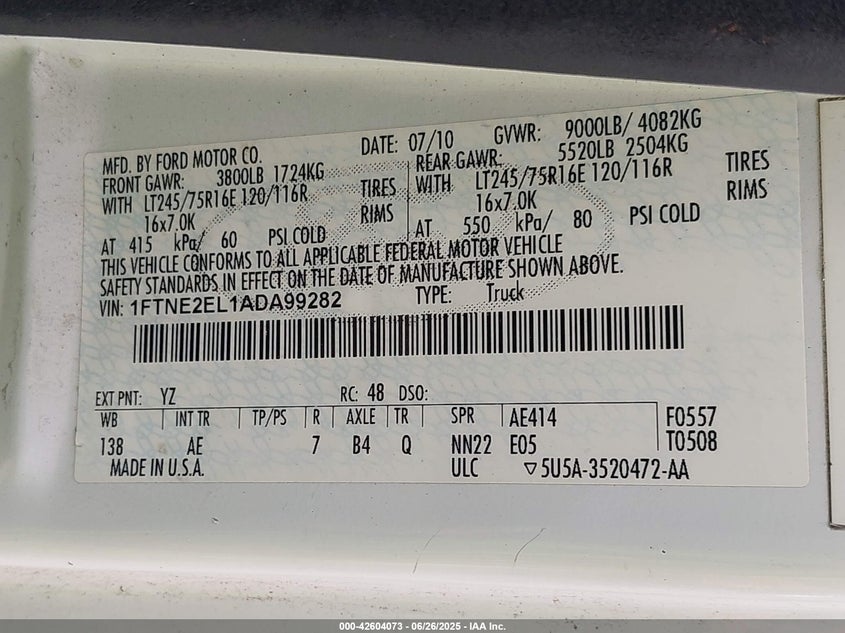 MFD. BY FORD MOTOR CO. DATE: 07/10 GVWR: 9000LB/ 4082KG
FRONT GAWR: 3800LB 1724KG REAR GAWR: 5520LB 2504KG
WITH LT245/75R16E 120/116R TIRES WITH LT245/75R16E 120/116R TIRES
16x7.0K RIMS 16x7.0K RIMS
AT 415 kPa/ 60 PSI COLD AT 550 kPa/ 80 PSI COLD
THIS VEHICLE CONFORMS TO ALL APPLICABLE FEDERAL MOTOR VEHICLE
SAFETY STANDARDS IN EFFECT ON THE DATE OF MANUFACTURE SHOWN ABOVE.
VIN: 1FTNE2EL1ADA99282 TYPE: Truck
EXT PNT: YZ RC: 48 DSO:
WB INT TR TP/PS R AXLE TR SPR AE414 F0557
138 AE 7 B4 Q NN22 E05 T0508
MADE IN U.S.A. ULC ▽5U5A-3520472-AA
000-42604073 - 06/26/2025 - IAA Inc.